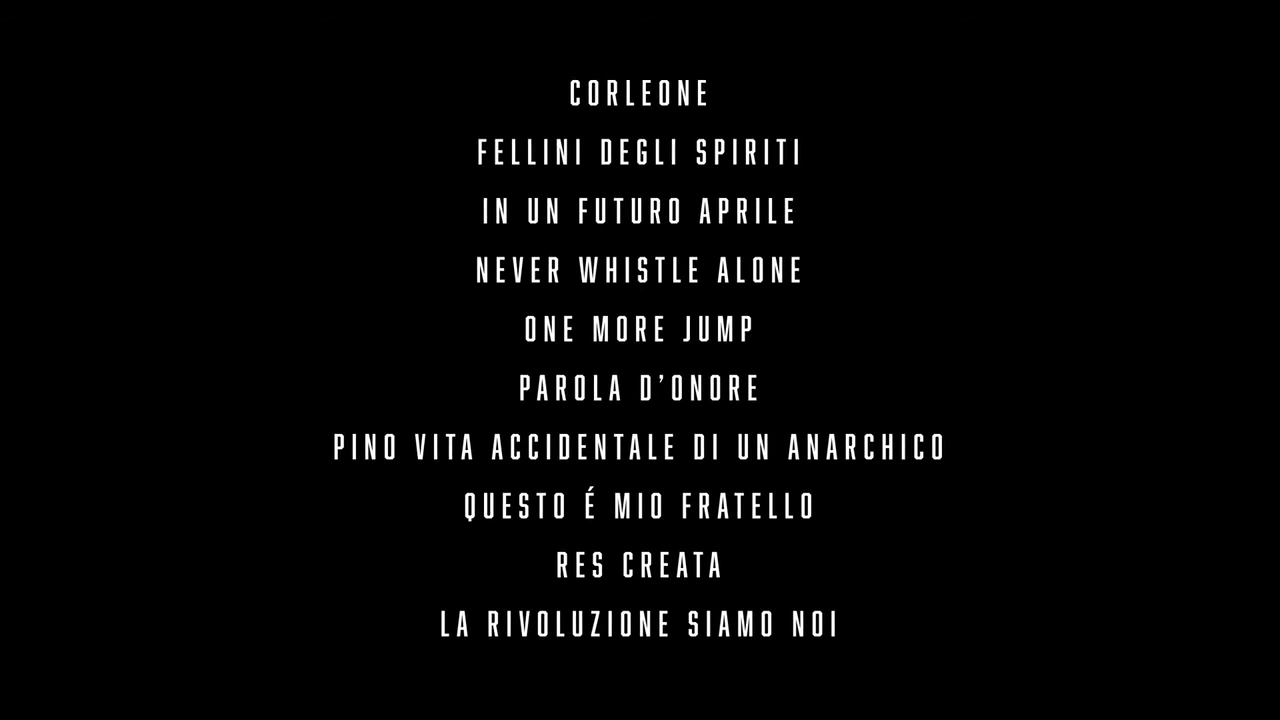 CORLEONE
FELLINI DEGLI SPIRITI
IN UN FUTURO APRILE
NEVER WHISTLE ALONE
ONE MORE JUMP
PAROLA D’ONORE
PINO VITA ACCIDENTALE DI UN ANARCHICO
QUESTO É MIO FRATELLO
RES CREATA
LA RIVOLUZIONE SIAMO NOI